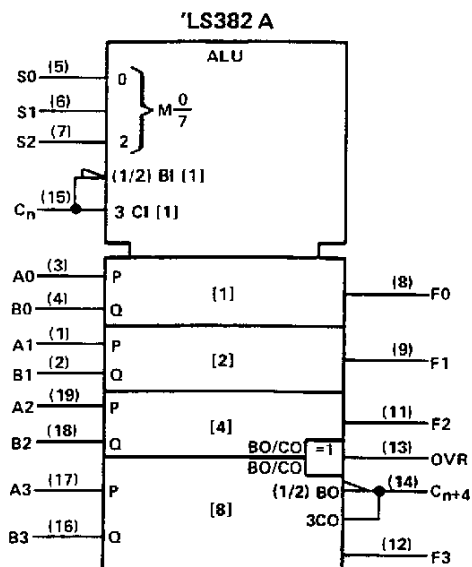 'LS382 A
ALU
S0 (5) 0
S1 (6) M 0/7
S2 (7) 2
(1/2) BI [1]
Cn (15) 3 CI [1]
A0 (3) P [1] (8) F0
B0 (4) Q
A1 (1) P [2] (9) F1
B1 (2) Q
A2 (19) P [4] (11) F2
B2 (18) Q BO/CO =1 (13) OVR
BO/CO
A3 (17) P [8] (1/2) BO (14) Cn+4
3CO
B3 (16) Q (12) F3